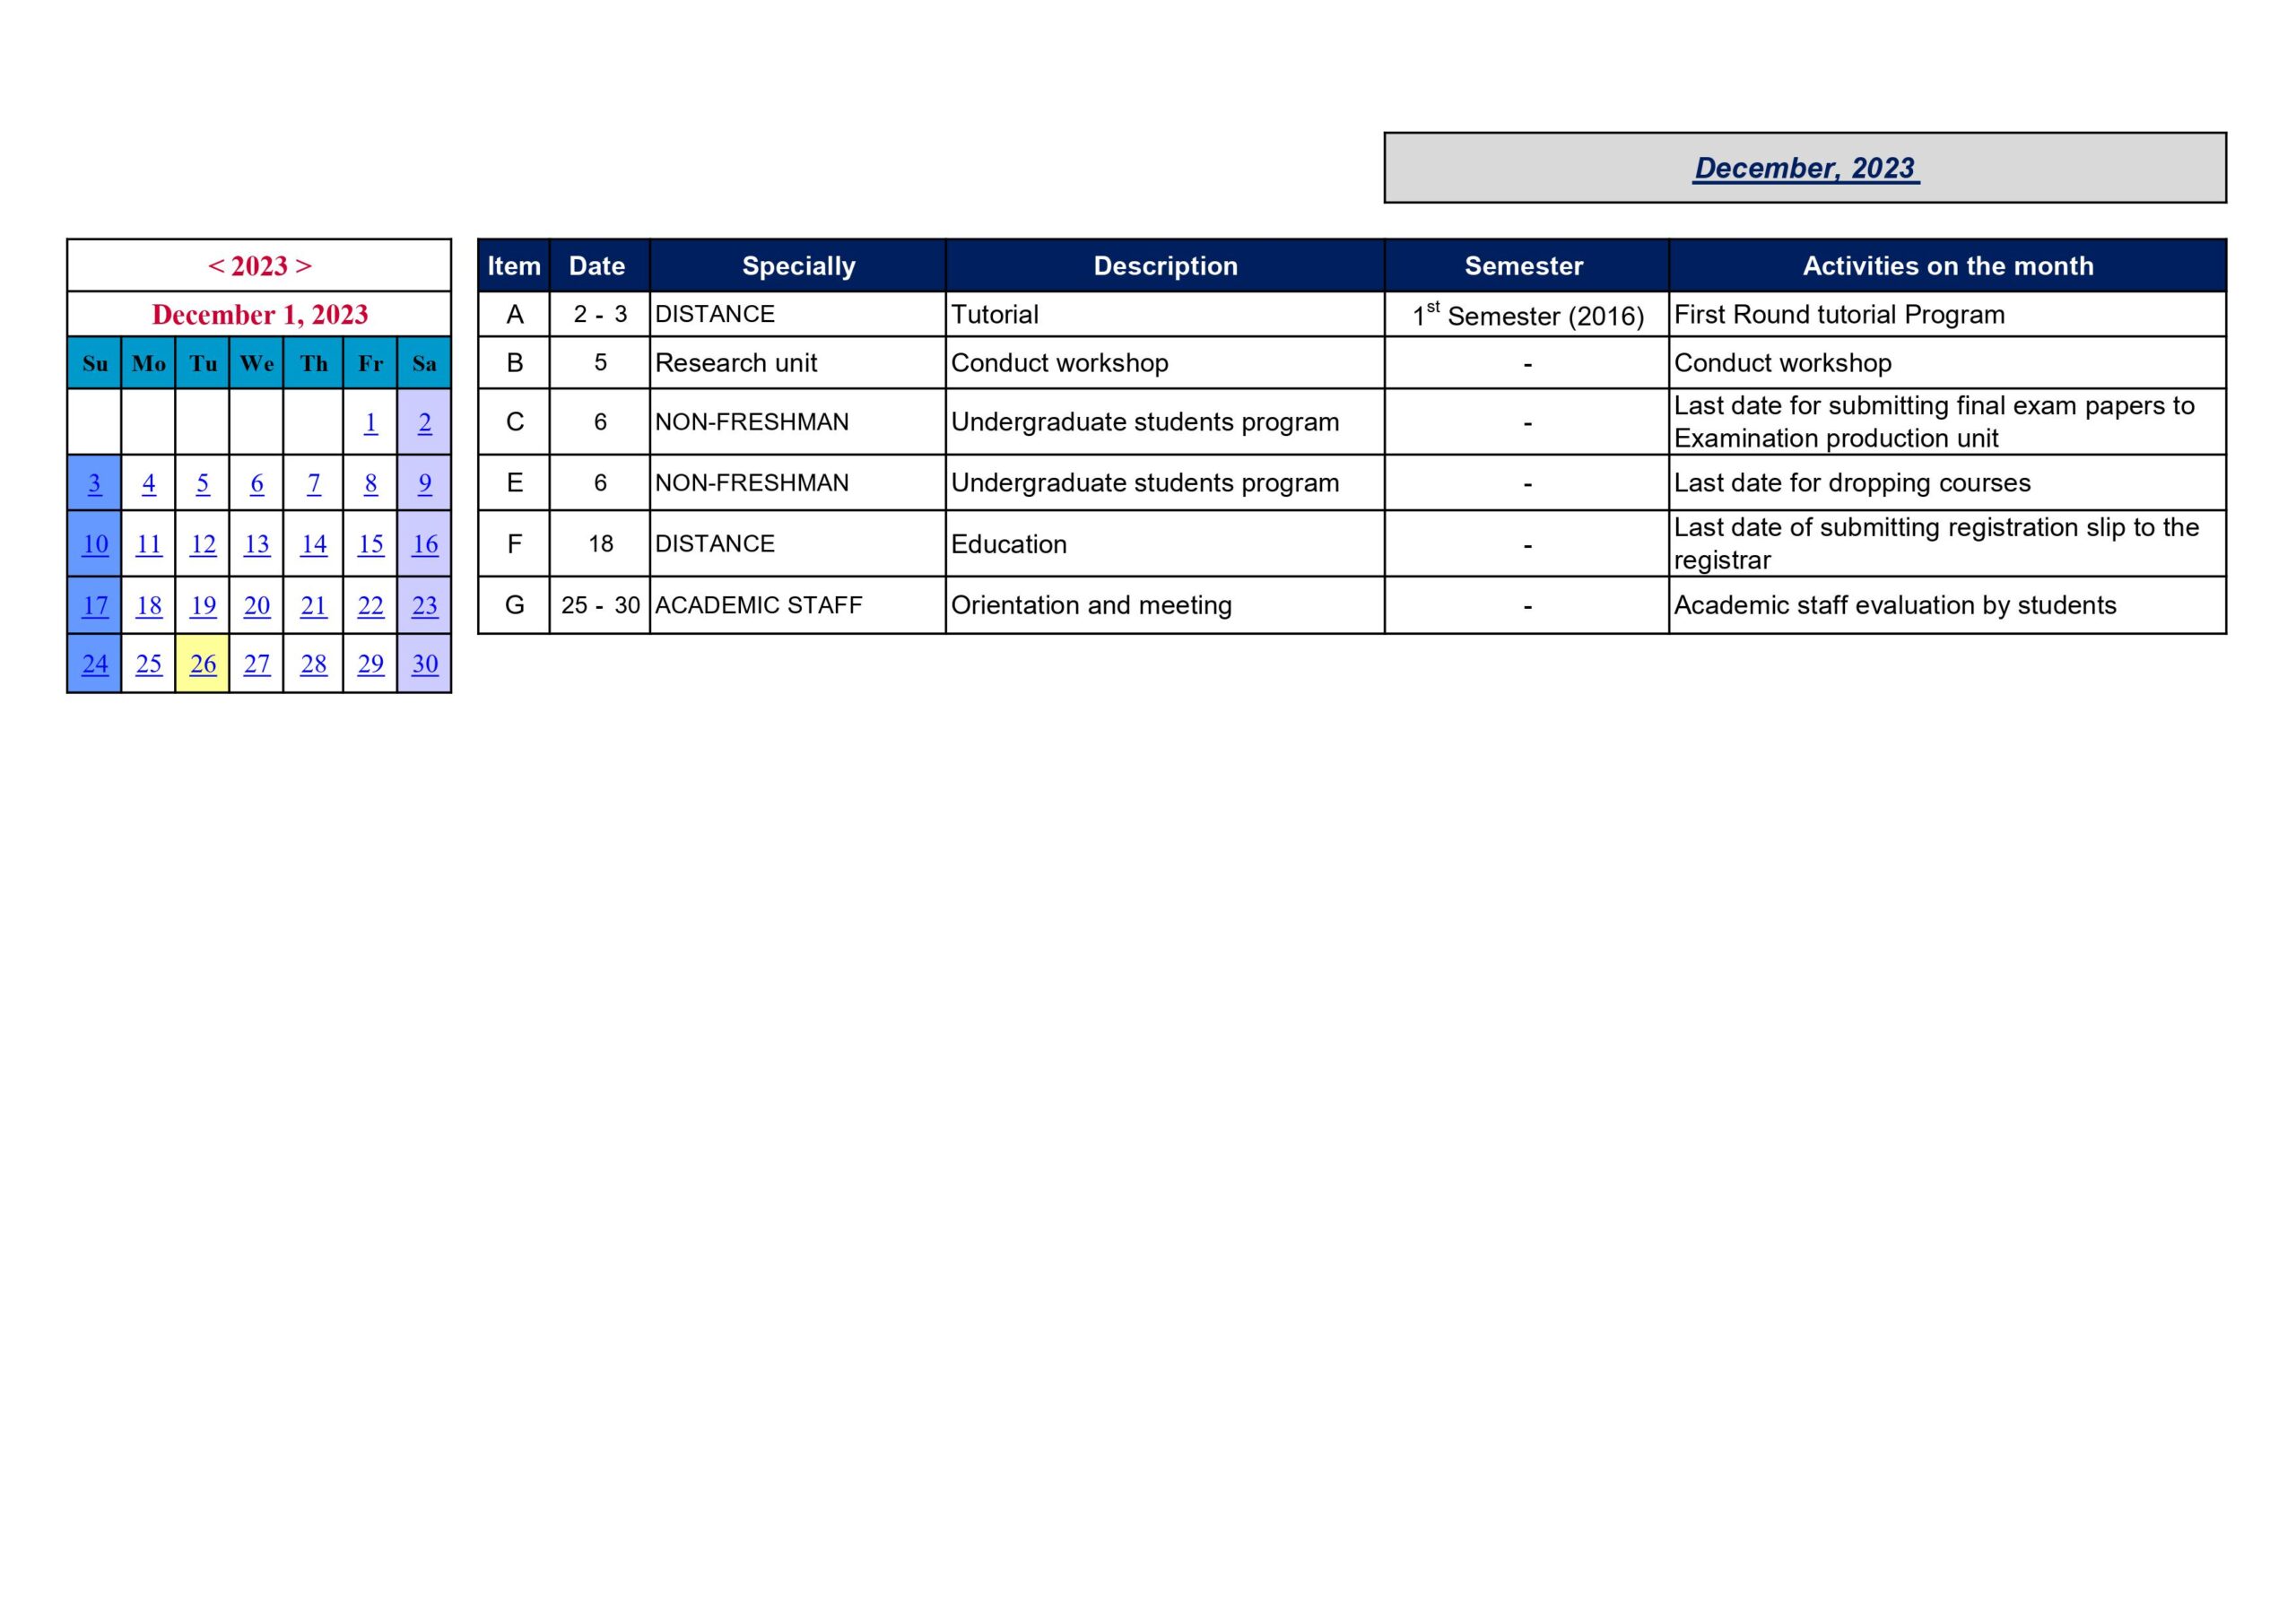 December, 2023
< 2023 >
December 1, 2023
Su Mo Tu We Th Fr Sa
1 2
3 4 5 6 7 8 9
10 11 12 13 14 15 16
17 18 19 20 21 22 23
24 25 26 27 28 29 30
Item Date Specially Description Semester Activities on the month
A 2 - 3 DISTANCE Tutorial 1st Semester (2016) First Round tutorial Program
B 5 Research unit Conduct workshop - Conduct workshop
C 6 NON-FRESHMAN Undergraduate students program - Last date for submitting final exam papers to
Examination production unit
E 6 NON-FRESHMAN Undergraduate students program - Last date for dropping courses
F 18 DISTANCE Education - Last date of submitting registration slip to the
registrar
G 25 - 30 ACADEMIC STAFF Orientation and meeting - Academic staff evaluation by students